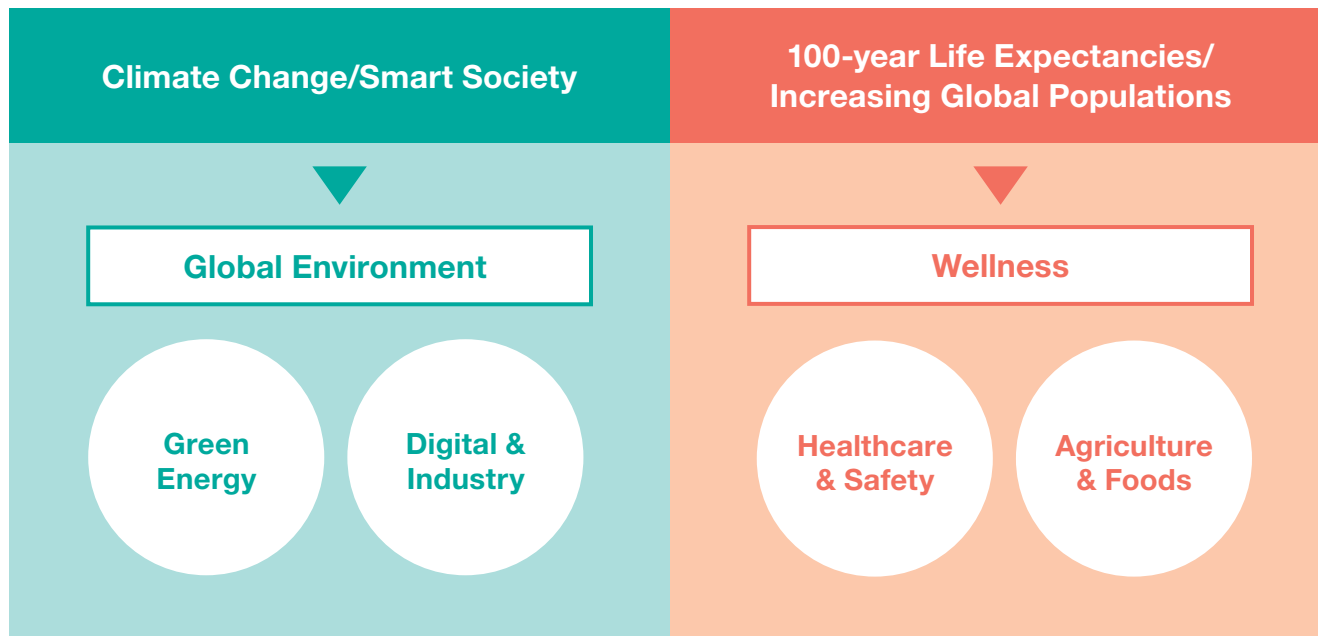 Climate Change/Smart Society
Global Environment
Green
Energy
Digital &
Industry
100-year Life Expectancies/
Increasing Global Populations
Wellness
Healthcare
& Safety
Agriculture
& Foods